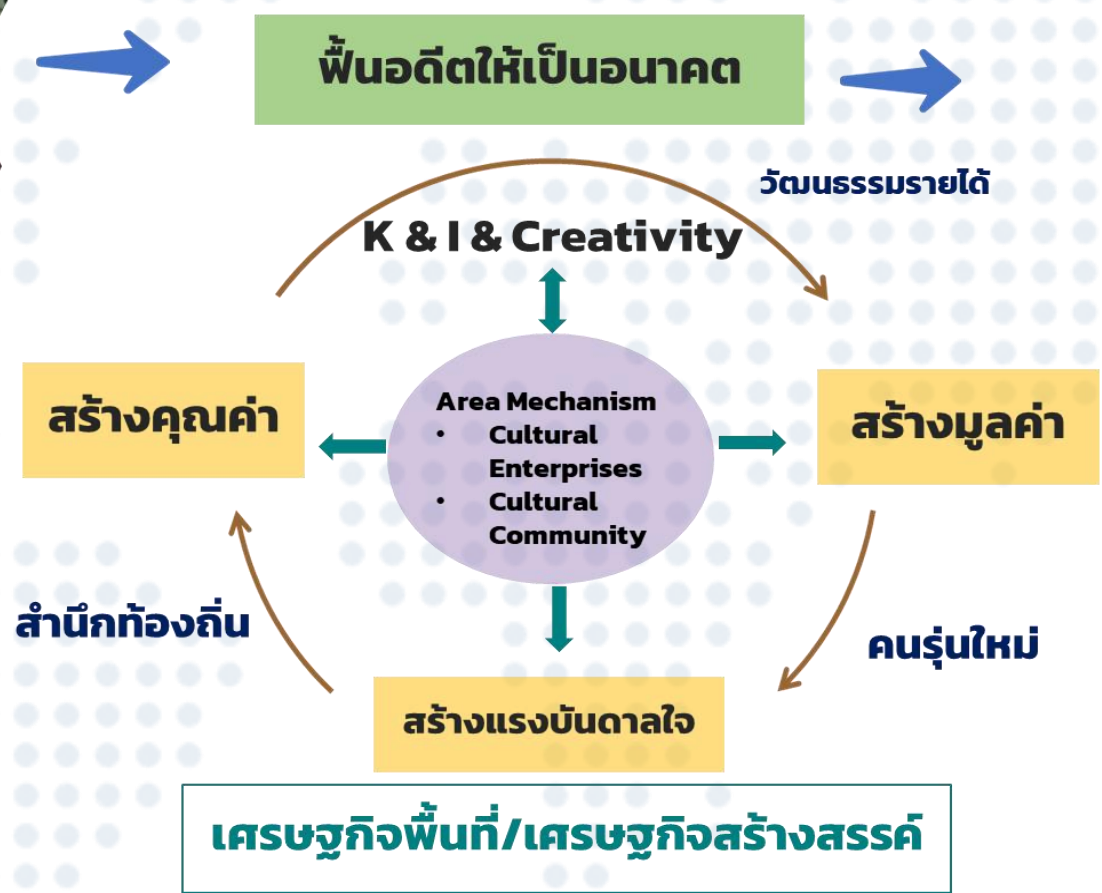 ฟื้นอดีตให้เป็นอนาคต
วัฒนธรรมรายได้
K & I & Creativity
สร้างคุณค่า
Area Mechanism
• Cultural
Enterprises
• Cultural
Community
สร้างมูลค่า
สำนึกท้องถิ่น
คนรุ่นใหม่
สร้างแรงบันดาลใจ
เศรษฐกิจพื้นที่/เศรษฐกิจสร้างสรรค์